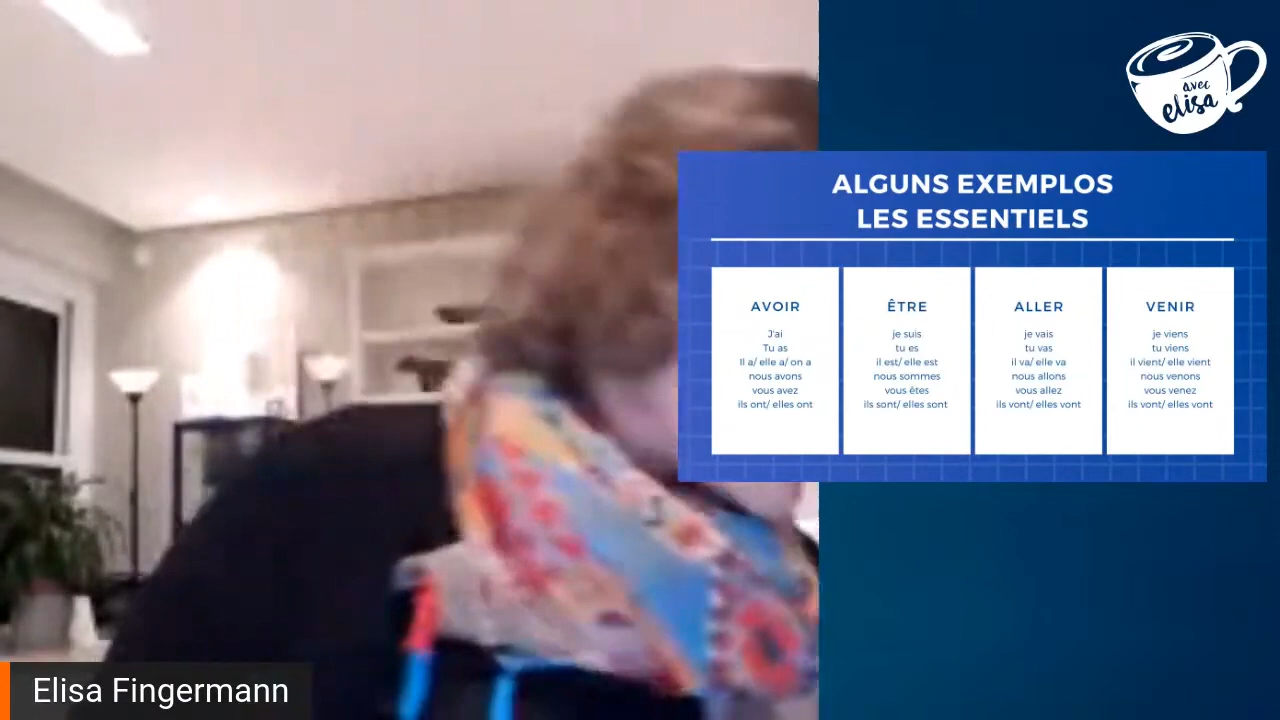 avec
elisa
ALGUNS EXEMPLOS
LES ESSENTIELS
AVOIR
J'ai
Tu as
Il a/ elle a/ on a
nous avons
vous avez
ils ont/ elles ont
ÊTRE
je suis
tu es
il est/ elle est
nous sommes
vous êtes
ils sont/ elles sont
ALLER
je vais
tu vas
il va/ elle va
nous allons
vous allez
ils vont/ elles vont
VENIR
je viens
tu viens
il vient/ elle vient
nous venons
vous venez
ils vont/ elles vont
Elisa Fingermann